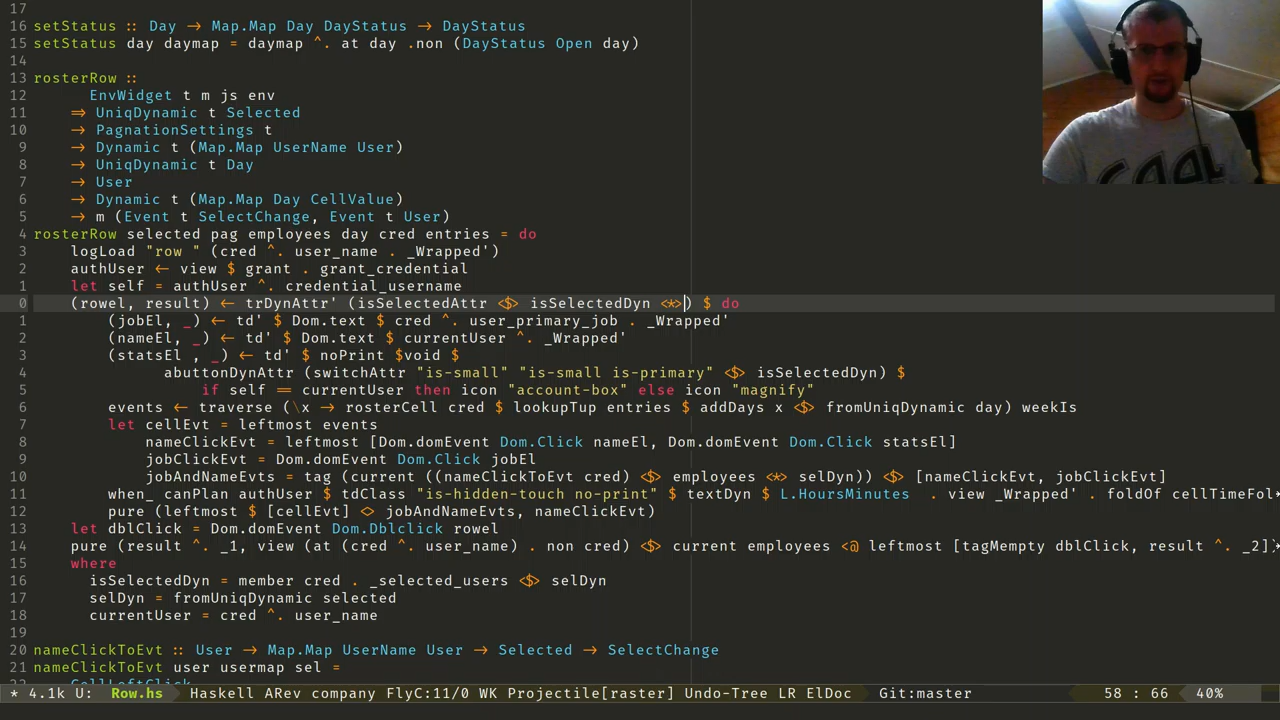 17
16 setStatus :: Day → Map.Map Day DayStatus → DayStatus
15 setStatus day daymap = daymap ^. at day .non (DayStatus Open day)
14
13 rosterRow ::
12 EnvWidget t m js env
11 ⇒ UniqDynamic t Selected
10 → PagnationSettings t
9 → Dynamic t (Map.Map UserName User)
8 → UniqDynamic t Day
7 → User
6 → Dynamic t (Map.Map Day CellValue)
5 → m (Event t SelectChange, Event t User)
4 rosterRow selected pag employees day cred entries = do
3 logLoad "row " (cred ^. user_name . _Wrapped')
2 authUser ← view $ grant . grant_credential
1 let self = authUser ^. credential_username
0 (rowel, result) ← trDynAttr' (isSelectedAttr <$> isSelectedDyn <*>) $ do
1 (jobEl, _) ← td' $ Dom.text $ cred ^. user_primary_job . _Wrapped'
2 (nameEl, _) ← td' $ Dom.text $ currentUser ^. _Wrapped'
3 (statsEl , _) ← td' $ noPrint $void $
4 abuttonDynAttr (switchAttr "is-small" "is-small is-primary" <$> isSelectedDyn) $
5 if self == currentUser then icon "account-box" else icon "magnify"
6 events ← traverse (\x → rosterCell cred $ lookupTup entries $ addDays x <$> fromUniqDynamic day) weekIs
7 let cellEvt = leftmost events
8 nameClickEvt = leftmost [Dom.domEvent Dom.Click nameEl, Dom.domEvent Dom.Click statsEl]
9 jobClickEvt = Dom.domEvent Dom.Click jobEl
10 jobAndNameEvts = tag (current ((nameClickToEvt cred) <$> employees <*> selDyn)) <$> [nameClickEvt, jobClickEvt]
11 when_ canPlan authUser $ tdClass "is-hidden-touch no-print" $ textDyn $ L.HoursMinutes . view _Wrapped' . foldOf cellTimeFol
12 pure (leftmost $ [cellEvt] <> jobAndNameEvts, nameClickEvt)
13 let dblClick = Dom.domEvent Dom.Dblclick rowel
14 pure (result ^. _1, view (at (cred ^. user_name) . non cred) <$> current employees <@ leftmost [tagMempty dblClick, result ^. _2]
15 where
16 isSelectedDyn = member cred . _selected_users <$> selDyn
17 selDyn = fromUniqDynamic selected
18 currentUser = cred ^. user_name
19
20 nameClickToEvt :: User → Map.Map UserName User → Selected → SelectChange
21 nameClickToEvt user usermap sel =
* 4.1k U: Row.hs Haskell ARev company FlyC:11/0 WK Projectile[raster] Undo-Tree LR ElDoc Git:master 58 : 66 40%